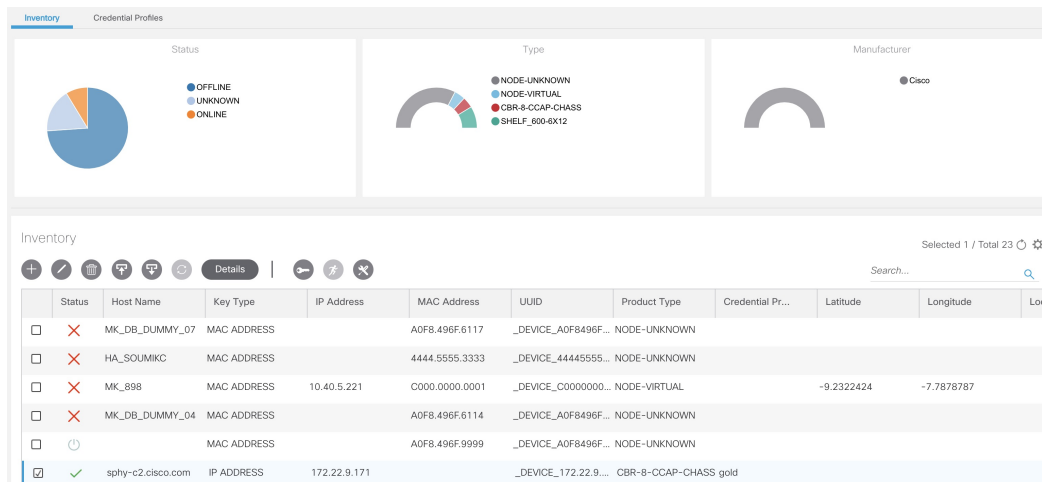 Inventory Credential Profiles
Status Type Manufacturer
OFFLINE
UNKNOWN
ONLINE
NODE-UNKNOWN
NODE-VIRTUAL
CBR-8-CCAP-CHASS
SHELF_600-6X12
Cisco
Inventory
Selected 1 / Total 23
Details
Search...
Status Host Name Key Type IP Address MAC Address UUID Product Type Credential Pr... Latitude Longitude Loc
MK_DB_DUMMY_07 MAC ADDRESS A0F8.496F.6117 _DEVICE_A0F8496F... NODE-UNKNOWN
HA_SOUMIKC MAC ADDRESS 4444.5555.3333 _DEVICE_44445555... NODE-UNKNOWN
MK_898 MAC ADDRESS 10.40.5.221 C000.0000.0001 _DEVICE_C0000000... NODE-VIRTUAL -9.2322424 -7.7878787
MK_DB_DUMMY_04 MAC ADDRESS A0F8.496F.6114 _DEVICE_A0F8496F... NODE-UNKNOWN
MAC ADDRESS A0F8.496F.9999 _DEVICE_A0F8496F... NODE-UNKNOWN
sphy-c2.cisco.com IP ADDRESS 172.22.9.171 _DEVICE_172.22.9.... CBR-8-CCAP-CHASS gold